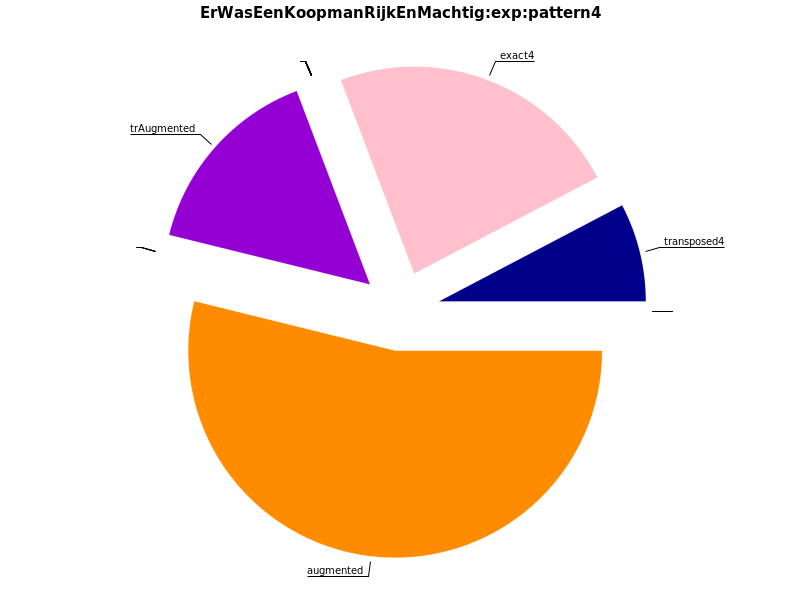 ErWasEenKoopmanRijkEnMachtig:exp:pattern4
exact4
trAugmented
transposed4
augmented